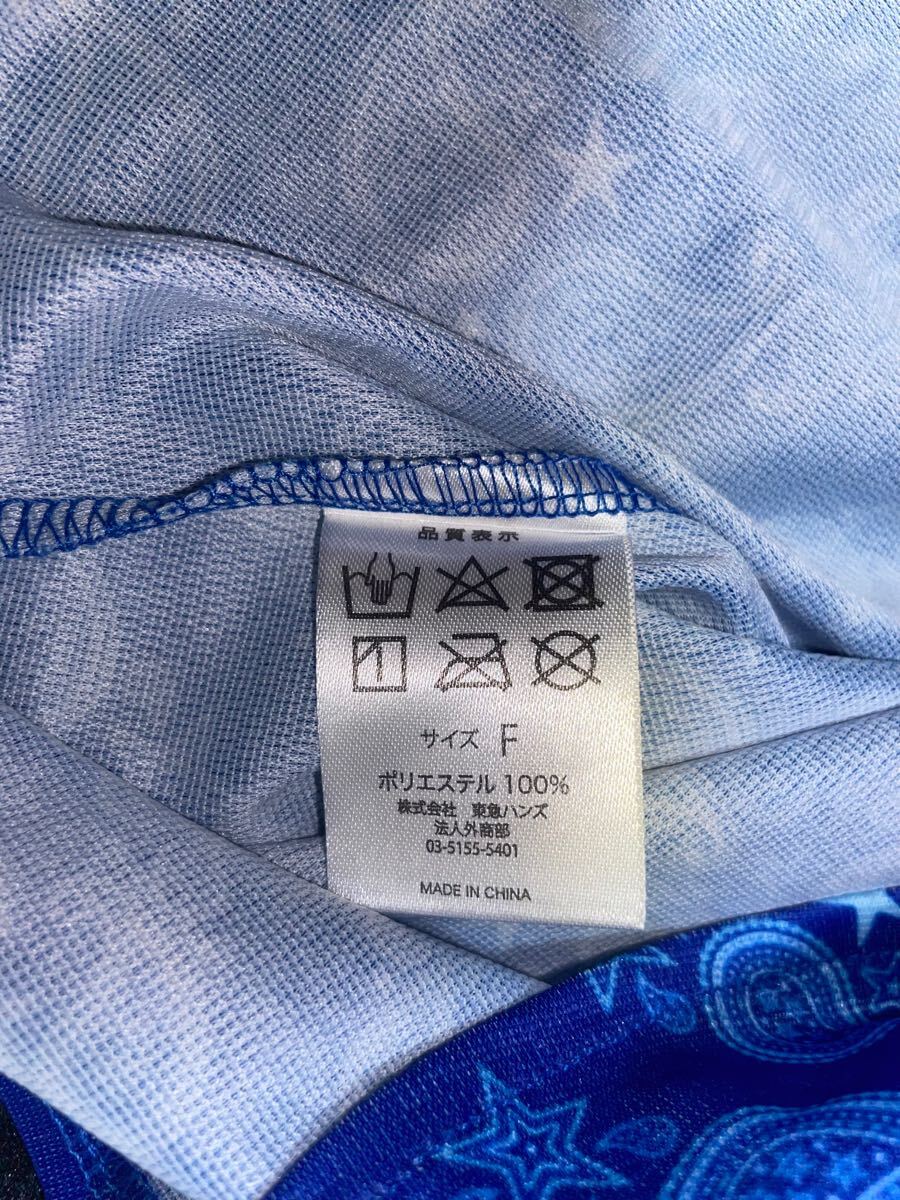 品質表示
サイズ F
ポリエステル 100%
株式会社 東急ハンズ
法人外商部
03-5155-5401
MADE IN CHINA